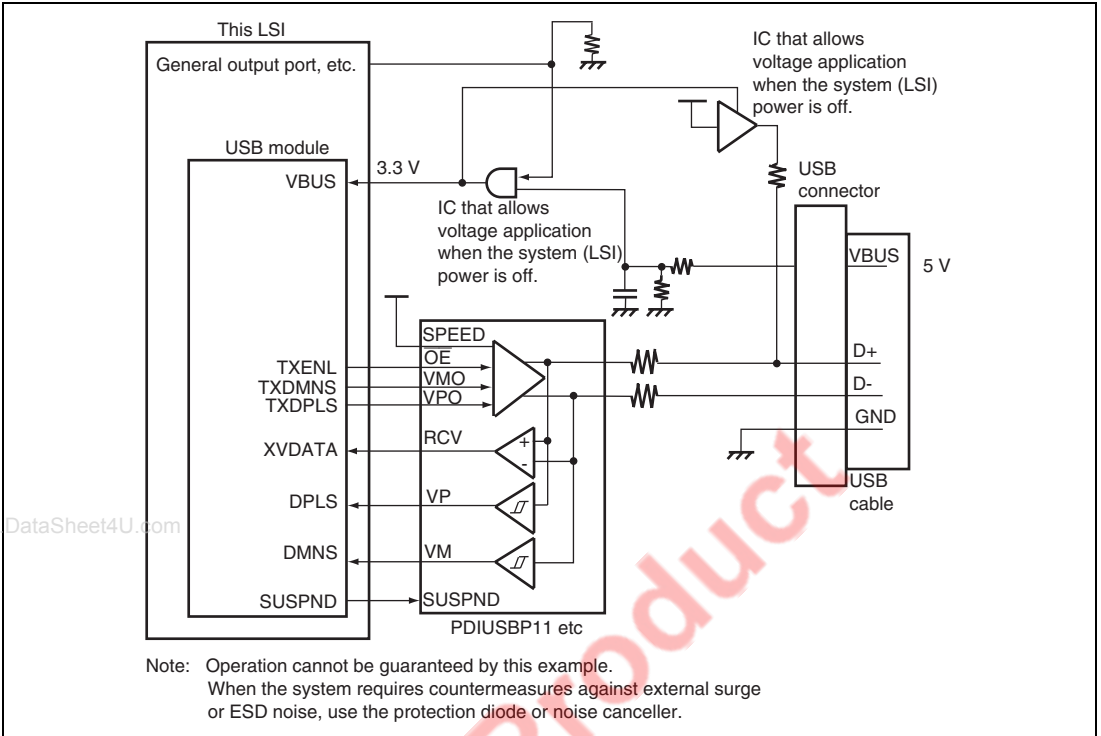 This LSI
General output port, etc.
IC that allows
voltage application
when the system (LSI)
power is off.
USB module
VBUS
3.3 V
IC that allows
voltage application
when the system (LSI)
power is off.
USB
connector
VBUS
5 V
SPEED
TXENL
OE
TXDMNS
VMO
TXDPLS
VPO
D+
D-
GND
XVDATA
RCV
+
-
DPLS
VP
DMNS
VM
SUSPND
SUSPND
USB
cable
PDIUSBP11 etc
DataSheet4U.com
Product
Note: Operation cannot be guaranteed by this example.
When the system requires countermeasures against external surge
or ESD noise, use the protection diode or noise canceller.